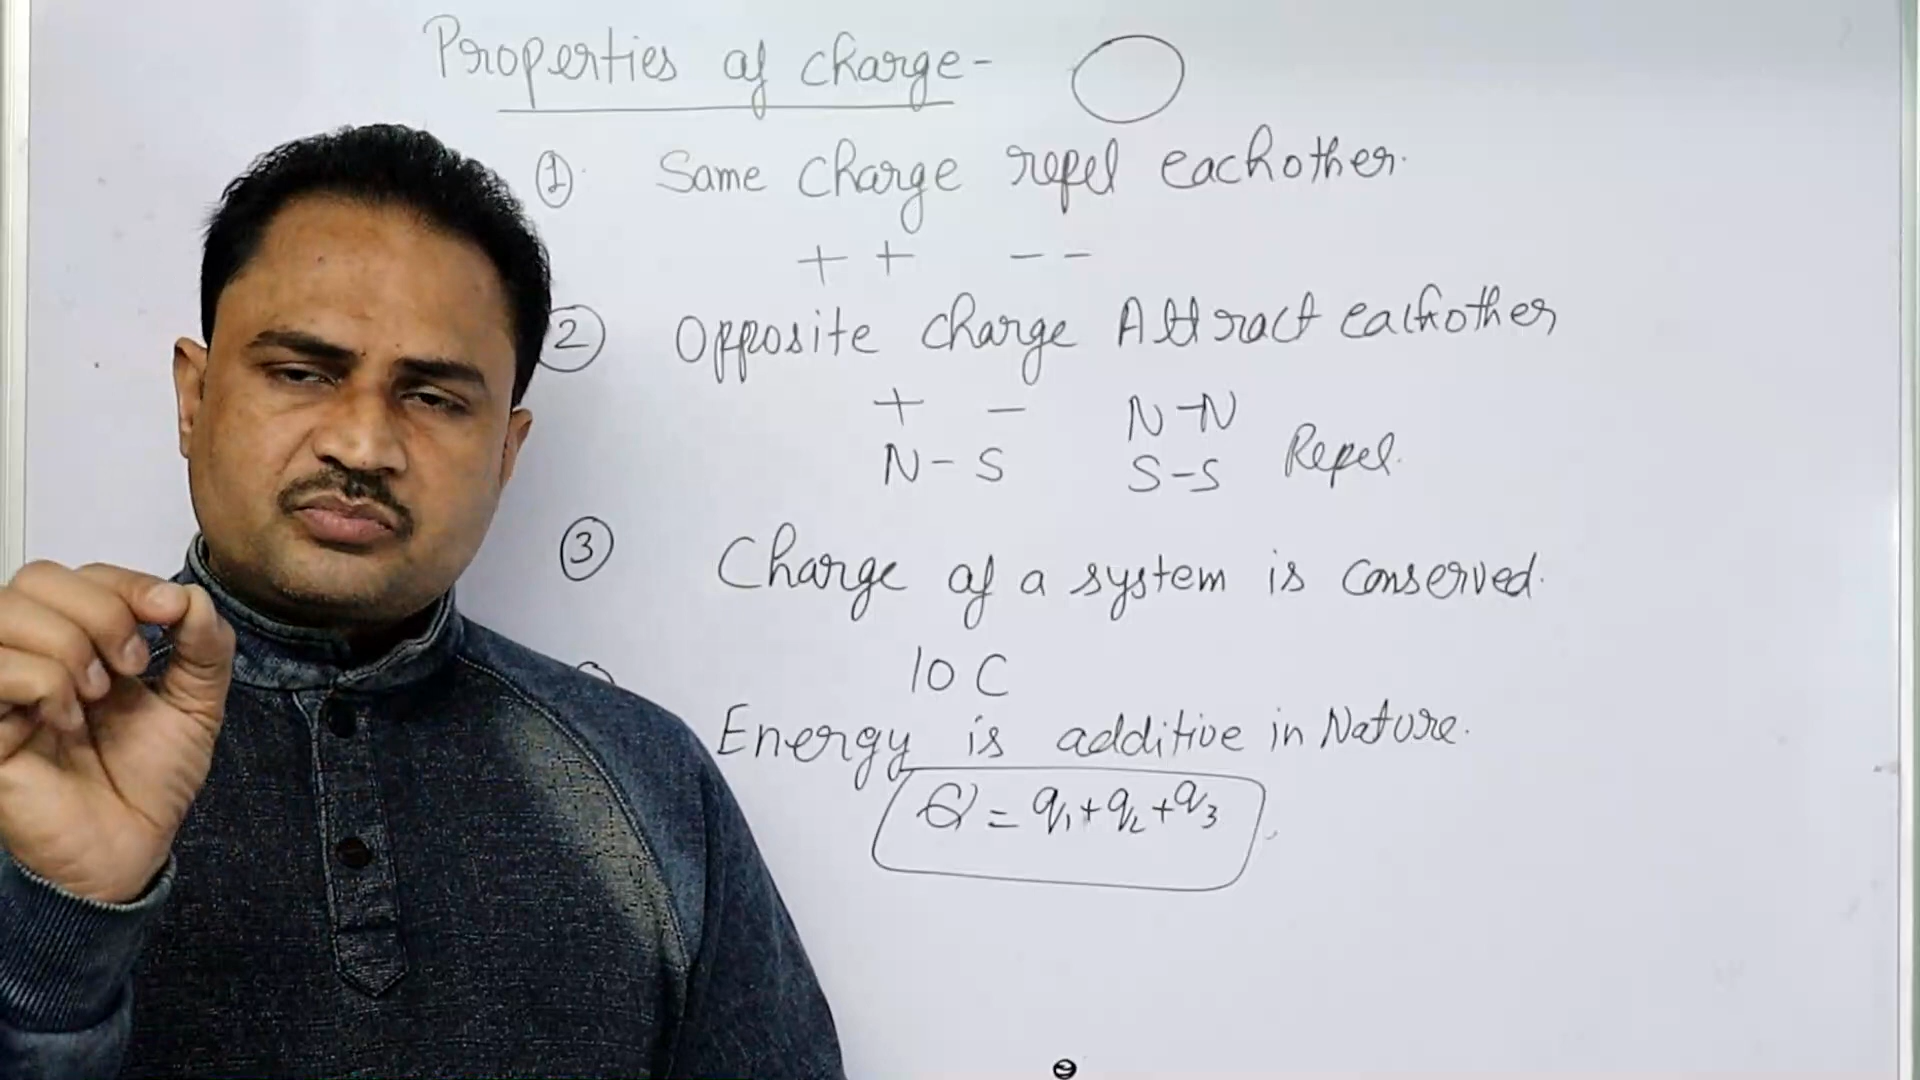 Properties of charge-
① Same charge repel eachother.
+ + - -
② Opposite charge Attract eachother
+ - N-N
N-S S-S Repel.
③ Charge of a system is conserved.
10 C
Energy is additive in Nature.
Q = q1+q2+q3